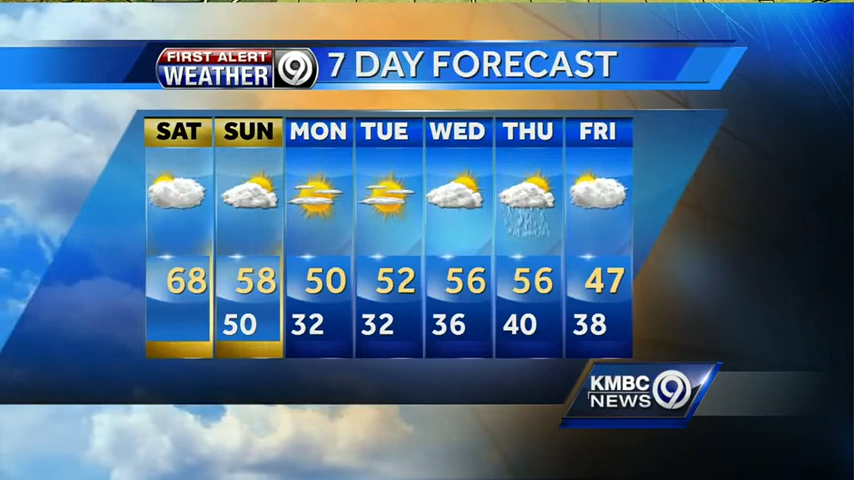 FIRST ALERT
WEATHER 9
7 DAY FORECAST
SAT SUN MON TUE WED THU FRI
68 58 50 52 56 56 47
50 32 32 36 40 38
KMBC
NEWS 9